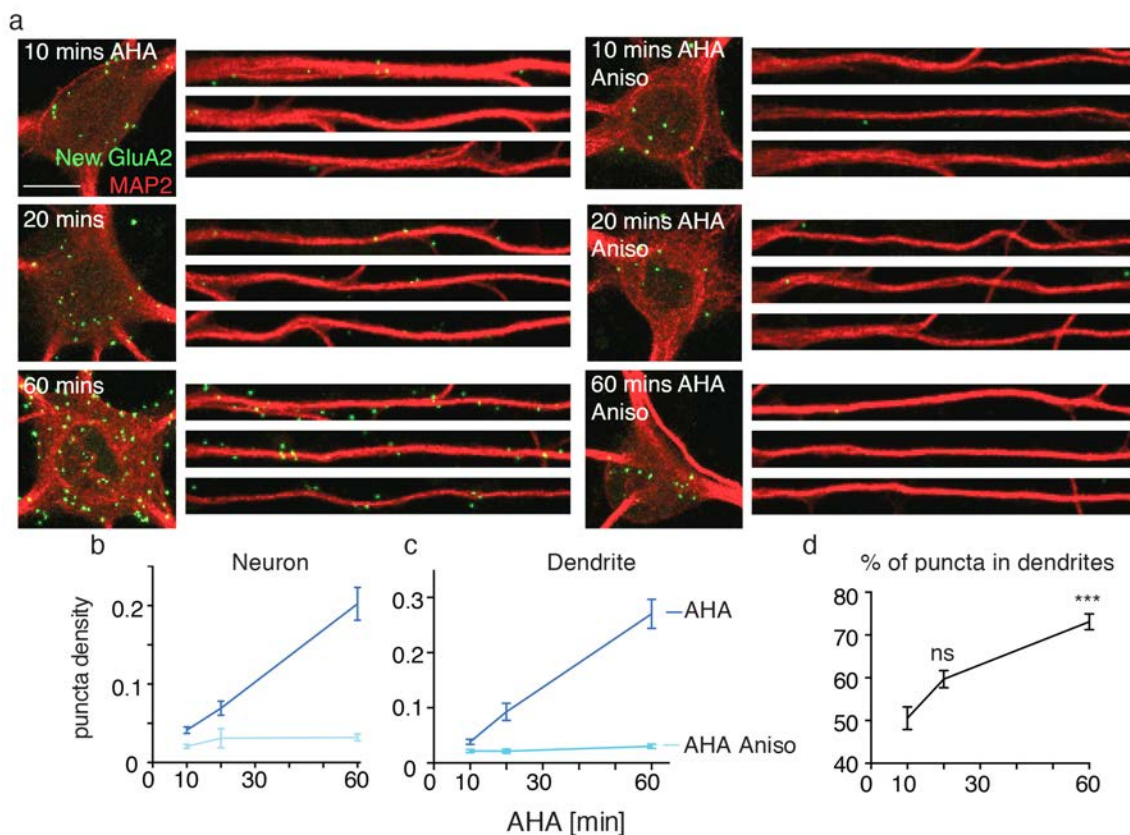 a
10 mins AHA
New GluA2
MAP2
10 mins AHA
Aniso
20 mins
20 mins AHA
Aniso
60 mins
60 mins AHA
Aniso
b
Neuron
puncta density
0.2
0.1
0
0
10
30
60
c
Dendrite
0.3
0.2
0.1
0
0
10
30
60
AHA
AHA Aniso
AHA [min]
d
% of puncta in dendrites
80
70
60
50
40
ns
***
0
10
30
60